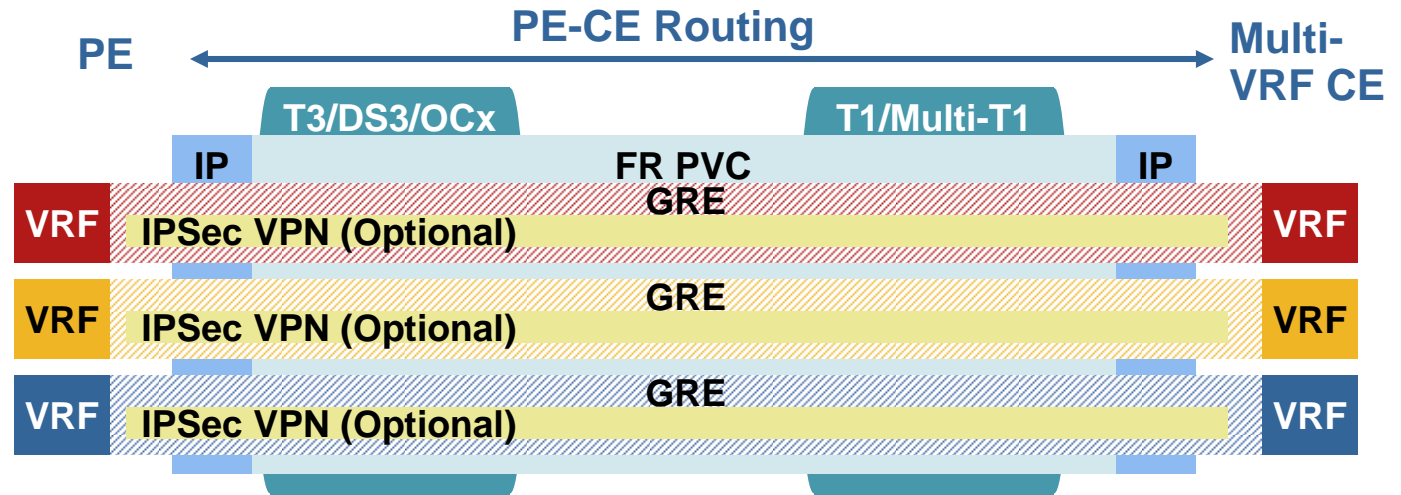 PE-CE Routing
PE
Multi-
VRF CE
T3/DS3/OCx
T1/Multi-T1
IP
FR PVC
IP
GRE
VRF
IPSec VPN (Optional)
VRF
GRE
VRF
IPSec VPN (Optional)
VRF
GRE
VRF
IPSec VPN (Optional)
VRF